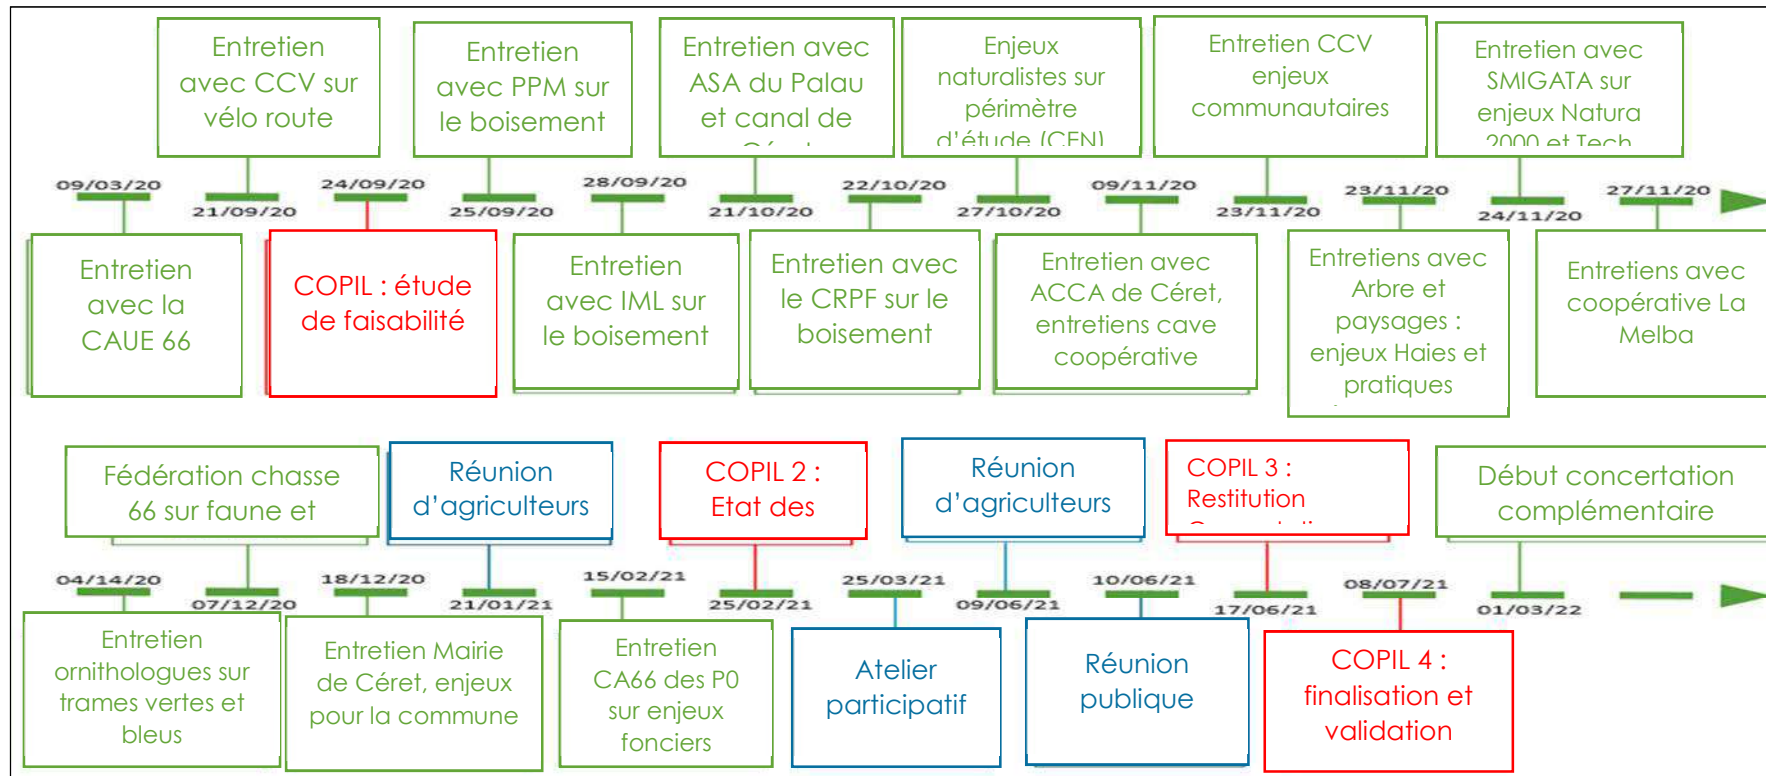 Entretien
avec CCV sur
vélo route
Entretien
avec PPM sur
le boisement
Entretien avec
ASA du Palau
et canal de
Enjeux
naturalistes sur
périmètre
d'étude (CEN)
Entretien CCV
enjeux
communautaires
Entretien avec
SMIGATA sur
enjeux Natura
2000 et Tech
09/03/20
21/09/20
24/09/20
25/09/20
28/09/20
21/10/20
22/10/20
27/10/20
09/11/20
23/11/20
23/11/20
24/11/20
27/11/20
Entretien
avec la
CAUE 66
COPIL : étude
de faisabilité
Entretien
avec IML sur
le boisement
Entretien avec
le CRPF sur le
boisement
Entretien avec
ACCA de Céret,
entretiens cave
coopérative
Entretiens avec
Arbre et
paysages :
enjeux Haies et
pratiques
Entretiens avec
coopérative La
Melba
Fédération chasse
66 sur faune et
Réunion
d'agriculteurs
COPIL 2 :
Etat des
Réunion
d'agriculteurs
COPIL 3 :
Restitution
Début concertation
complémentaire
04/14/20
07/12/20
18/12/20
21/01/21
15/02/21
25/02/21
25/03/21
09/06/21
10/06/21
17/06/21
08/07/21
01/03/22
Entretien
ornithologues sur
trames vertes et
bleus
Entretien Mairie
de Céret, enjeux
pour la commune
Entretien
CA66 des P0
sur enjeux
fonciers
Atelier
participatif
Réunion
publique
COPIL 4 :
finalisation et
validation